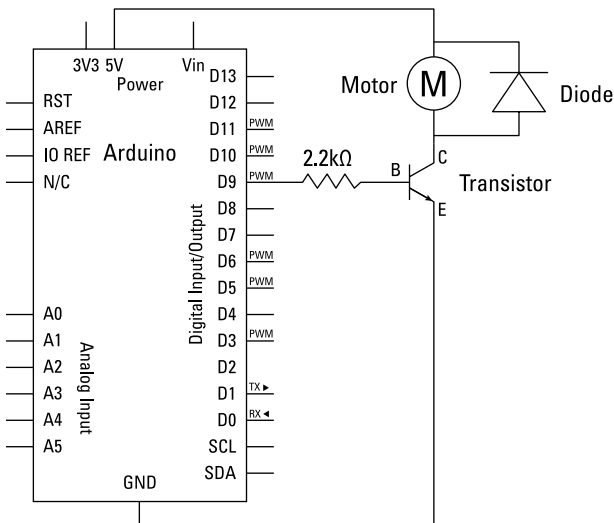 3V3 5V
Vin
Power
Arduino
RST
AREF
IO REF
N/C
A0
A1
A2
A3
A4
A5
Analog Input
GND
Digital Input/Output
D13
D12
D11 PWM
D10 PWM
D9 PWM
D8
D7
D6 PWM
D5 PWM
D4
D3 PWM
D2
D1 TX ►
D0 RX ◄
SCL
SDA
2.2kΩ
Motor
M
Diode
B
C
E
Transistor